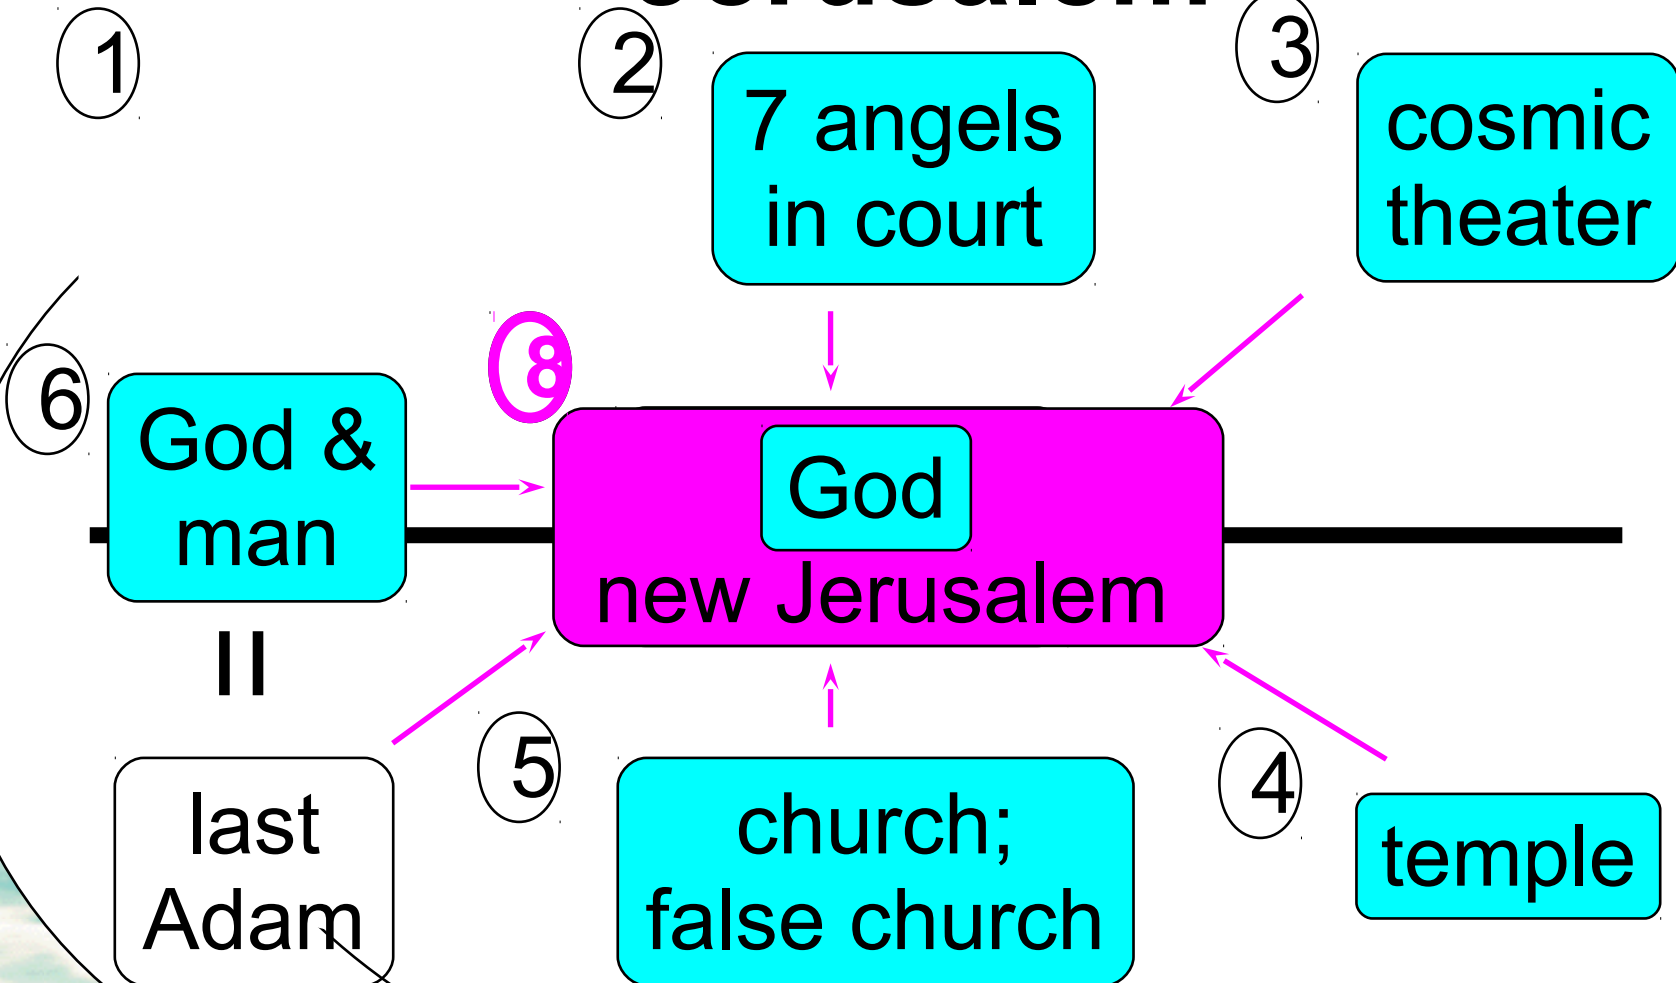 Jerusalem
1
2
3
7 angels
in court
cosmic
theater
8
6
God &
man
God
new Jerusalem
=
5
4
last
Adam
church;
false church
temple